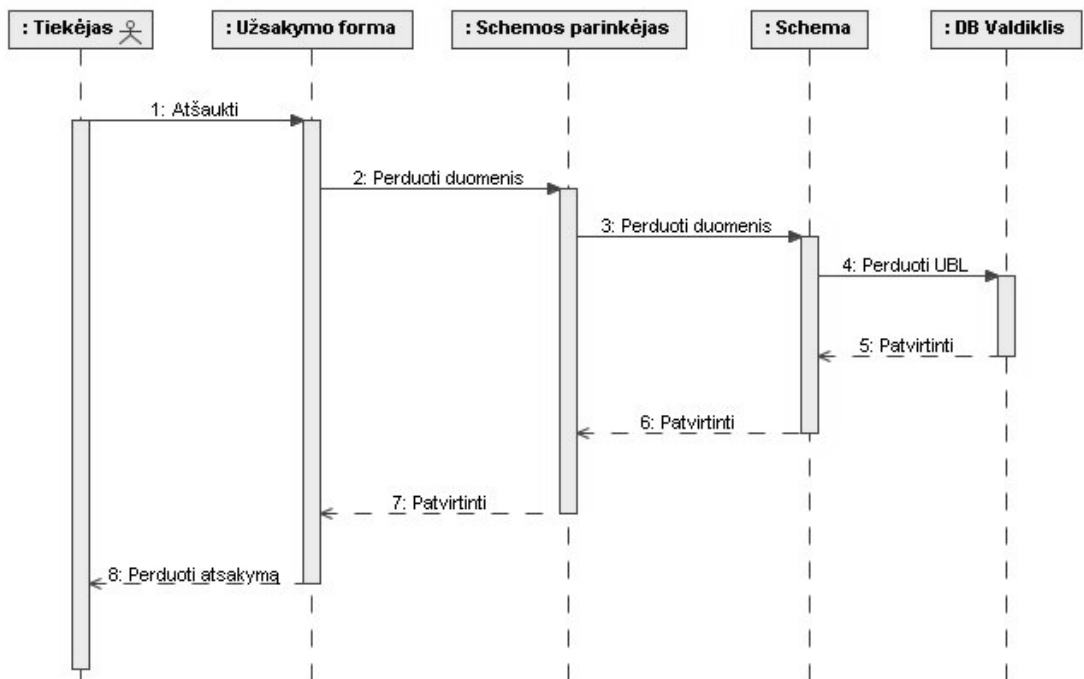 : Tiekėjas
: Užsakymo forma
: Schemos parinkėjas
: Schema
: DB Valdiklis
1: Atšaukti
2: Perduoti duomenis
3: Perduoti duomenis
4: Perduoti UBL
5: Patvirtinti
6: Patvirtinti
7: Patvirtinti
8: Perduoti atsakymą